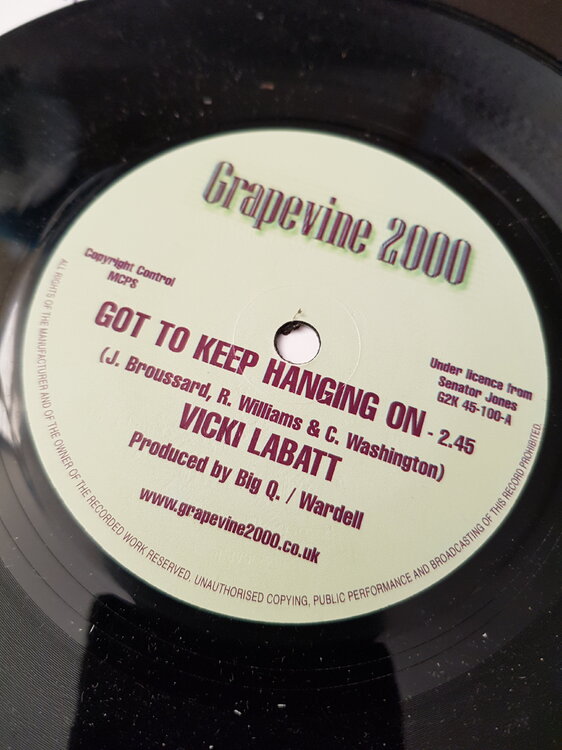 Grapevine 2000
Copyright Control
MCPS
Under licence from
Senator Jones
G2K 45-100-A
GOT TO KEEP HANGING ON - 2.45
(J. Broussard, R. Williams & C. Washington)
VICKI LABATT
Produced by Big Q. / Wardell
www.grapevine2000.co.uk
ALL RIGHTS OF THE MANUFACTURER AND OF THE OWNER OF THE RECORDED WORK RESERVED. UNAUTHORISED COPYING, PUBLIC PERFORMANCE AND BROADCASTING OF THIS RECORD PROHIBITED.